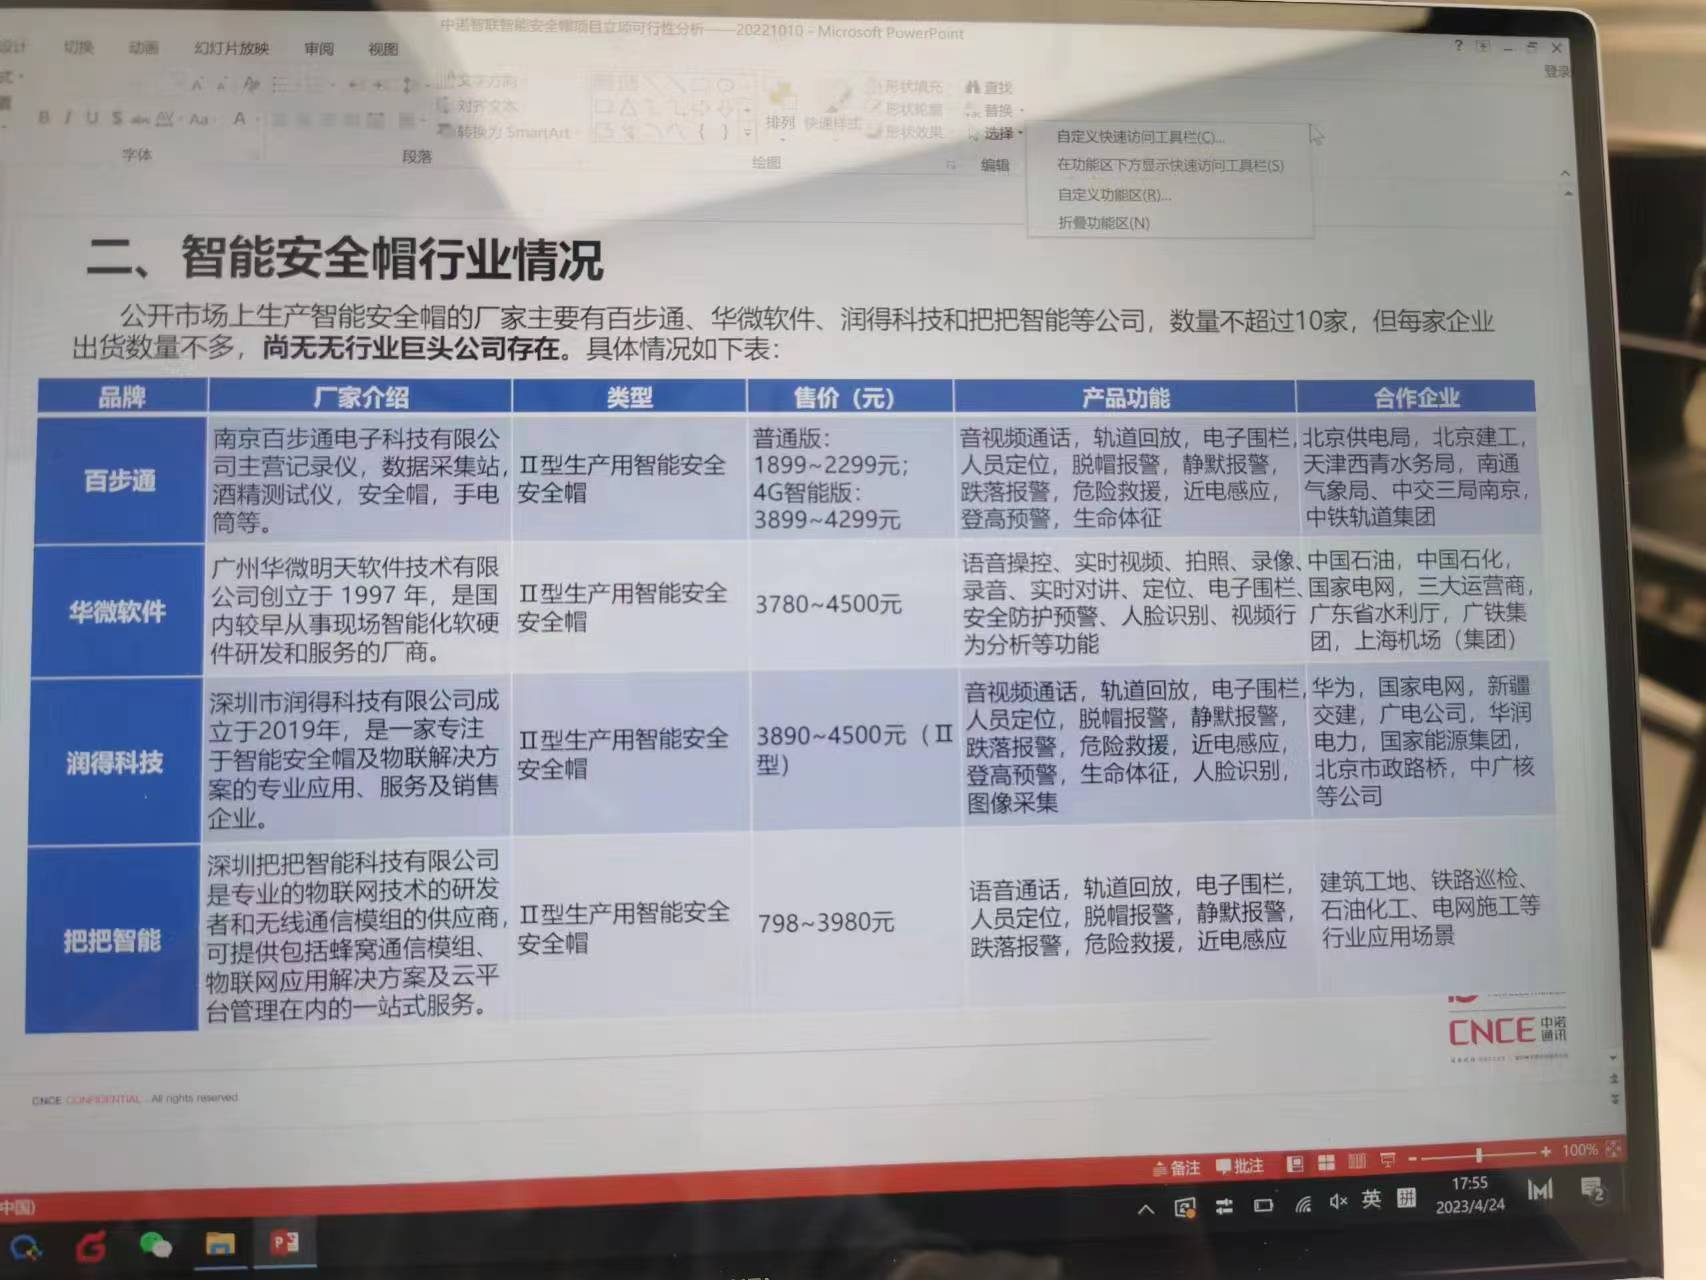 中诺智联智能安全帽项目立项可行性分析——20221010 - Microsoft PowerPoint
设计 切换 动画 幻灯片放映 审阅 视图
登录
文字方向
对齐文本
转换为 SmartArt
排列 快速样式
形状填充
形状轮廓
形状效果
查找
替换
选择
字体 段落 绘图 编辑
自定义快速访问工具栏(C)...
在功能区下方显示快速访问工具栏(S)
自定义功能区(R)...
折叠功能区(N)
二、智能安全帽行业情况
公开市场上生产智能安全帽的厂家主要有百步通、华微软件、润得科技和把把智能等公司，数量不超过10家，但每家企业
出货数量不多，尚无无行业巨头公司存在。具体情况如下表：
品牌 厂家介绍 类型 售价（元） 产品功能 合作企业
百步通
南京百步通电子科技有限公
司主营记录仪，数据采集站，
酒精测试仪，安全帽，手电
筒等。
Ⅱ型生产用智能安全
安全帽
普通版：
1899~2299元；
4G智能版：
3899~4299元
音视频通话，轨道回放，电子围栏，
人员定位，脱帽报警，静默报警，
跌落报警，危险救援，近电感应，
登高预警，生命体征
北京供电局，北京建工，
天津西青水务局，南通
气象局、中交三局南京，
中铁轨道集团
华微软件
广州华微明天软件技术有限
公司创立于 1997 年，是国
内较早从事现场智能化软硬
件研发和服务的厂商。
Ⅱ型生产用智能安全
安全帽
3780~4500元
语音操控、实时视频、拍照、录像、
录音、实时对讲、定位、电子围栏、
安全防护预警、人脸识别、视频行
为分析等功能
中国石油，中国石化，
国家电网，三大运营商，
广东省水利厅，广铁集
团，上海机场（集团）
润得科技
深圳市润得科技有限公司成
立于2019年，是一家专注
于智能安全帽及物联解决方
案的专业应用、服务及销售
企业。
Ⅱ型生产用智能安全
安全帽
3890~4500元（Ⅱ
型）
音视频通话，轨道回放，电子围栏，
人员定位，脱帽报警，静默报警，
跌落报警，危险救援，近电感应，
登高预警，生命体征，人脸识别，
图像采集
华为，国家电网，新疆
交建，广电公司，华润
电力，国家能源集团，
北京市政路桥，中广核
等公司
把把智能
深圳把把智能科技有限公司
是专业的物联网技术的研发
者和无线通信模组的供应商，
可提供包括蜂窝通信模组、
物联网应用解决方案及云平
台管理在内的一站式服务。
Ⅱ型生产用智能安全
安全帽
798~3980元
语音通话，轨道回放，电子围栏，
人员定位，脱帽报警，静默报警，
跌落报警，危险救援，近电感应
建筑工地、铁路巡检、
石油化工、电网施工等
行业应用场景
CNCE 中诺通讯
CNCE CONFIDENTIAL . All rights reserved.
备注 批注 100%
中国)
英 拼
17:55
2023/4/24
2